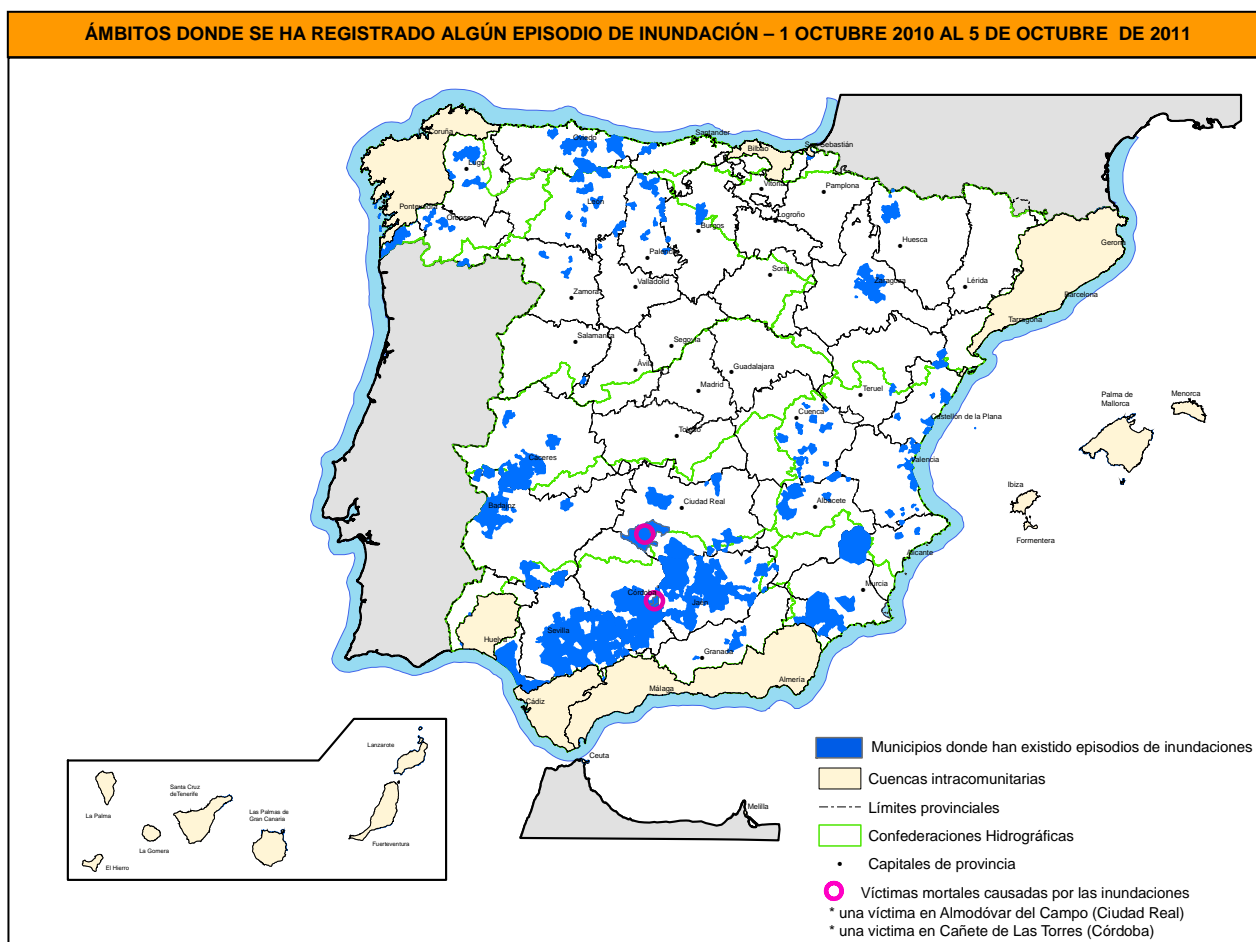 ÁMBITOS DONDE SE HA REGISTRADO ALGÚN EPISODIO DE INUNDACIÓN – 1 OCTUBRE 2010 AL 5 DE OCTUBRE DE 2011
Coruña
Lugo
Oviedo
Santander
Bilbao
San Sebastián
Vitoria
Pamplona
Pontevedra
Orense
León
Burgos
Logroño
Huesca
Gerona
Palencia
Soria
Zaragoza
Lérida
Barcelona
Zamora
Valladolid
Tarragona
Salamanca
Segovia
Ávila
Guadalajara
Madrid
Teruel
Toledo
Cuenca
Castellón de la Plana
Palma de
Mallorca
Menorca
Cáceres
Valencia
Ibiza
Formentera
Badajoz
Ciudad Real
Albacete
Alicante
Murcia
Córdoba
Jaén
Sevilla
Huelva
Granada
Almería
Málaga
Cádiz
Ceuta
Melilla
Lanzarote
La Palma
Santa Cruz
deTenerife
Las Palmas de
Gran Canaria
La Gomera
El Hierro
Fuerteventura
Municipios donde han existido episodios de inundaciones
Cuencas intracomunitarias
Límites provinciales
Confederaciones Hidrográficas
Capitales de provincia
Víctimas mortales causadas por las inundaciones
* una víctima en Almodóvar del Campo (Ciudad Real)
* una victima en Cañete de Las Torres (Córdoba)